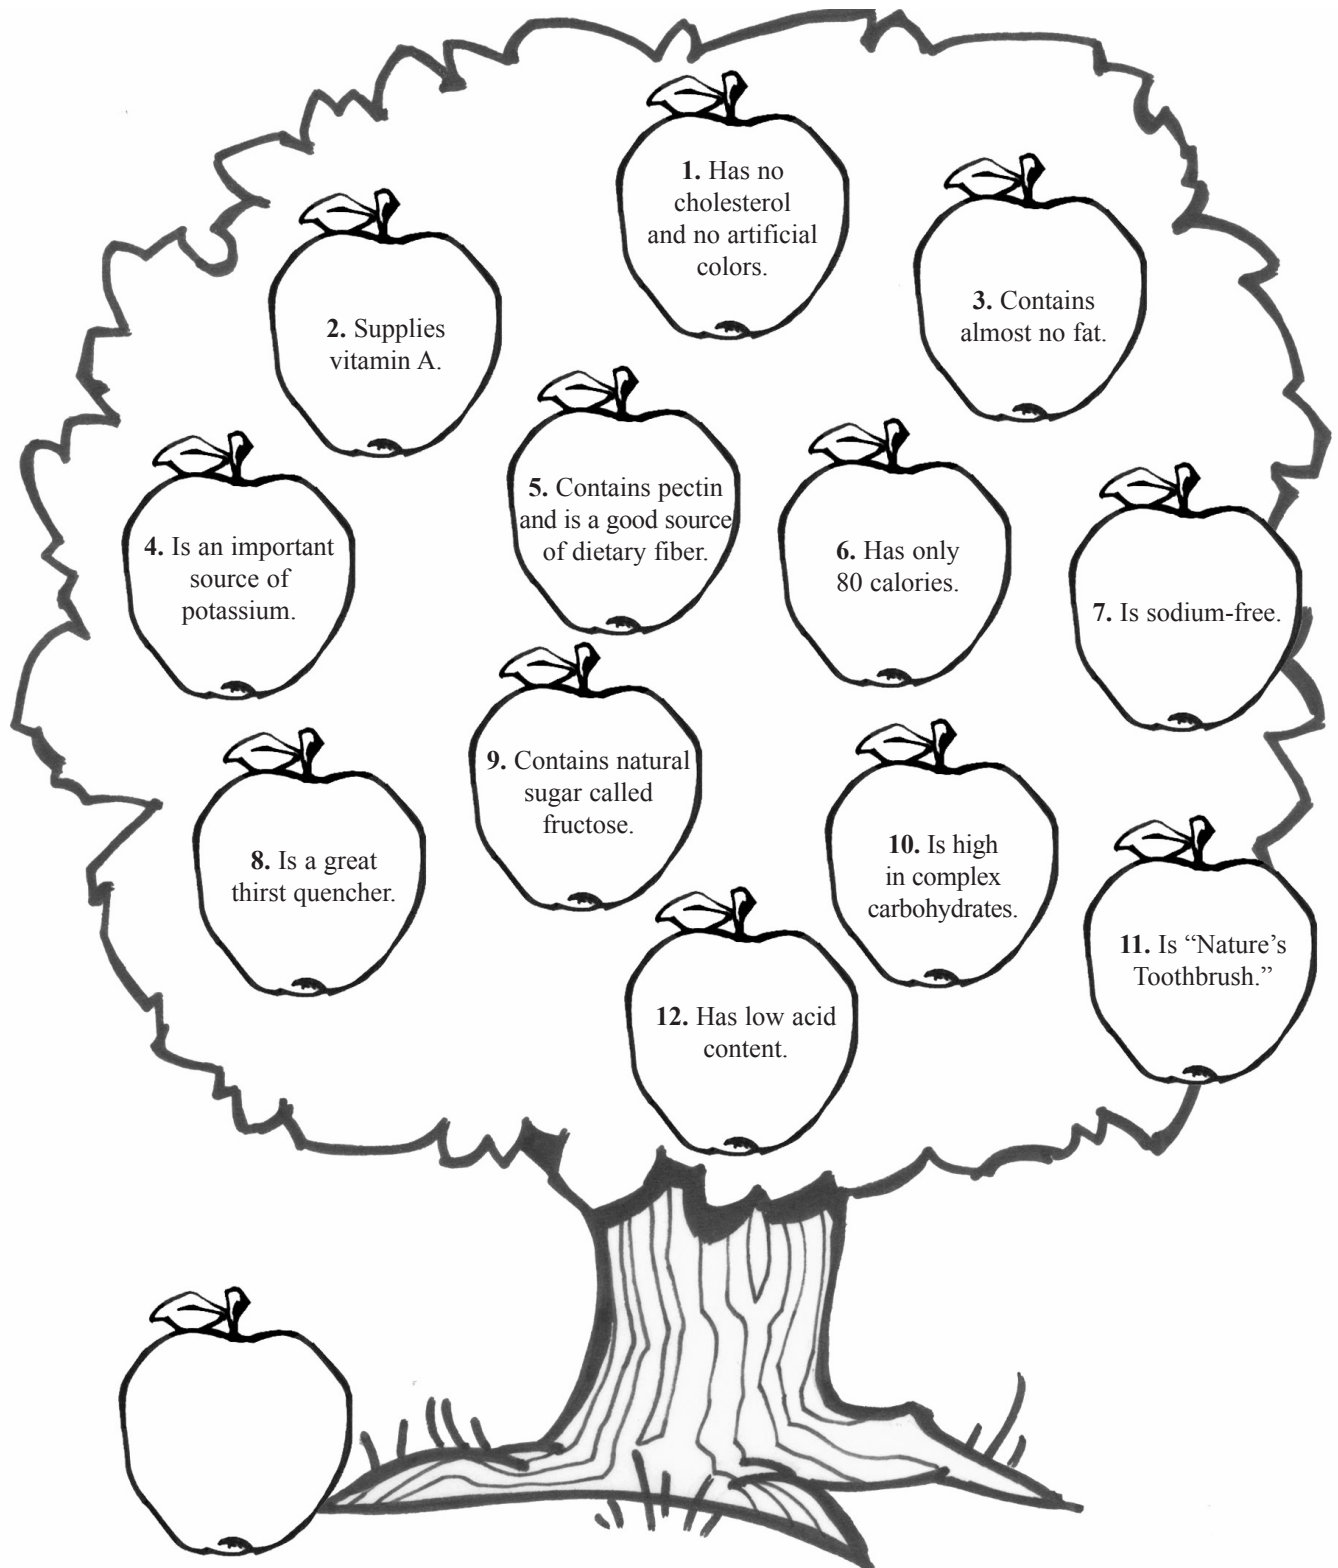 1. Has no
cholesterol
and no artificial
colors.
2. Supplies
vitamin A.
3. Contains
almost no fat.
4. Is an important
source of
potassium.
5. Contains pectin
and is a good source
of dietary fiber.
6. Has only
80 calories.
7. Is sodium-free.
8. Is a great
thirst quencher.
9. Contains natural
sugar called
fructose.
10. Is high
in complex
carbohydrates.
11. Is “Nature’s
Toothbrush.”
12. Has low acid
content.